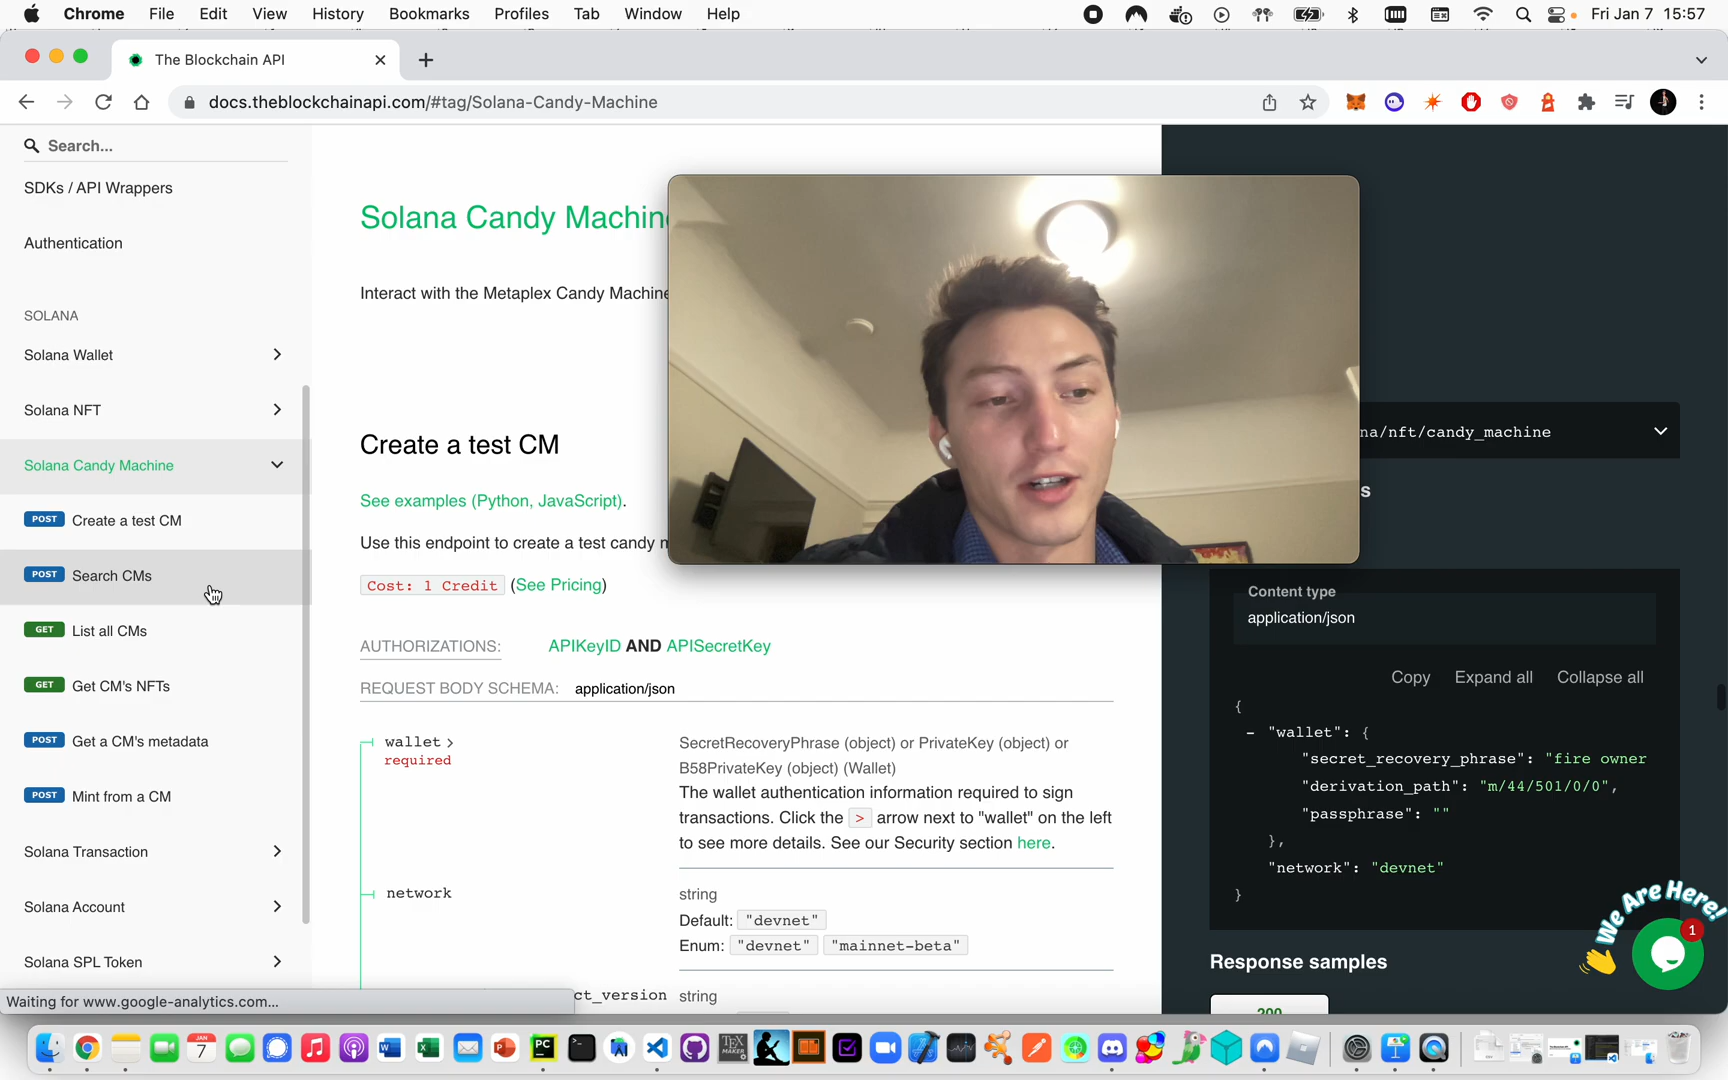 Chrome File Edit View History Bookmarks Profiles Tab Window Help Fri Jan 7 15:57
The Blockchain API
docs.theblockchainapi.com/#tag/Solana-Candy-Machine
Search...
SDKs / API Wrappers
Authentication
SOLANA
Solana Wallet
Solana NFT
Solana Candy Machine
POST Create a test CM
POST Search CMs
GET List all CMs
GET Get CM's NFTs
POST Get a CM's metadata
POST Mint from a CM
Solana Transaction
Solana Account
Solana SPL Token
Waiting for www.google-analytics.com...
Solana Candy Machine
Interact with the Metaplex Candy Machine
Create a test CM
See examples (Python, JavaScript).
Use this endpoint to create a test candy m
Cost: 1 Credit (See Pricing)
AUTHORIZATIONS: APIKeyID AND APISecretKey
REQUEST BODY SCHEMA: application/json
wallet >
required
SecretRecoveryPhrase (object) or PrivateKey (object) or
B58PrivateKey (object) (Wallet)
The wallet authentication information required to sign
transactions. Click the > arrow next to "wallet" on the left
to see more details. See our Security section here.
network
string
Default: "devnet"
Enum: "devnet" "mainnet-beta"
ct_version string
na/nft/candy_machine
s
Content type
application/json
Copy Expand all Collapse all
{
- "wallet": {
"secret_recovery_phrase": "fire owner
"derivation_path": "m/44/501/0/0",
"passphrase": ""
},
"network": "devnet"
}
We Are Here!
1
Response samples
200
JAN
7
PC
TEX
MAKER